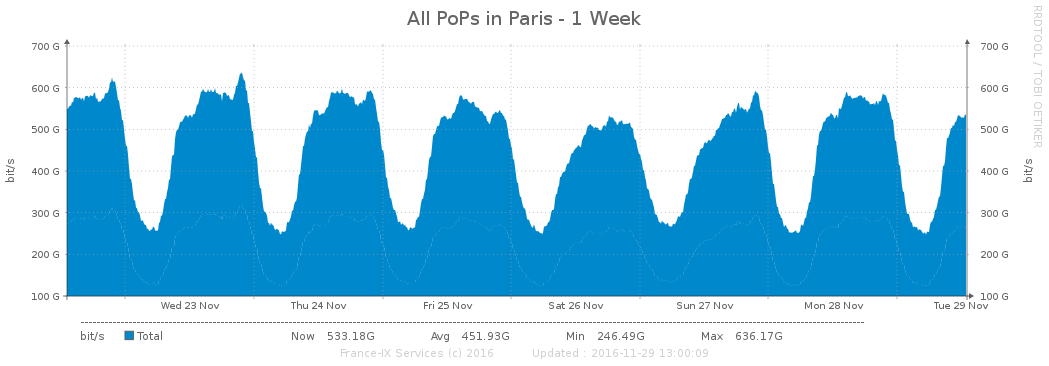 All PoPs in Paris - 1 Week
RRDTOOL / TOBI OETIKER
700 G 700 G
600 G 600 G
500 G 500 G
bit/s bit/s
400 G 400 G
300 G 300 G
200 G 200 G
100 G 100 G
Wed 23 Nov Thu 24 Nov Fri 25 Nov Sat 26 Nov Sun 27 Nov Mon 28 Nov Tue 29 Nov
bit/s Total Now 533.18G Avg 451.93G Min 246.49G Max 636.17G
France-IX Services (c) 2016 Updated : 2016-11-29 13:00:09